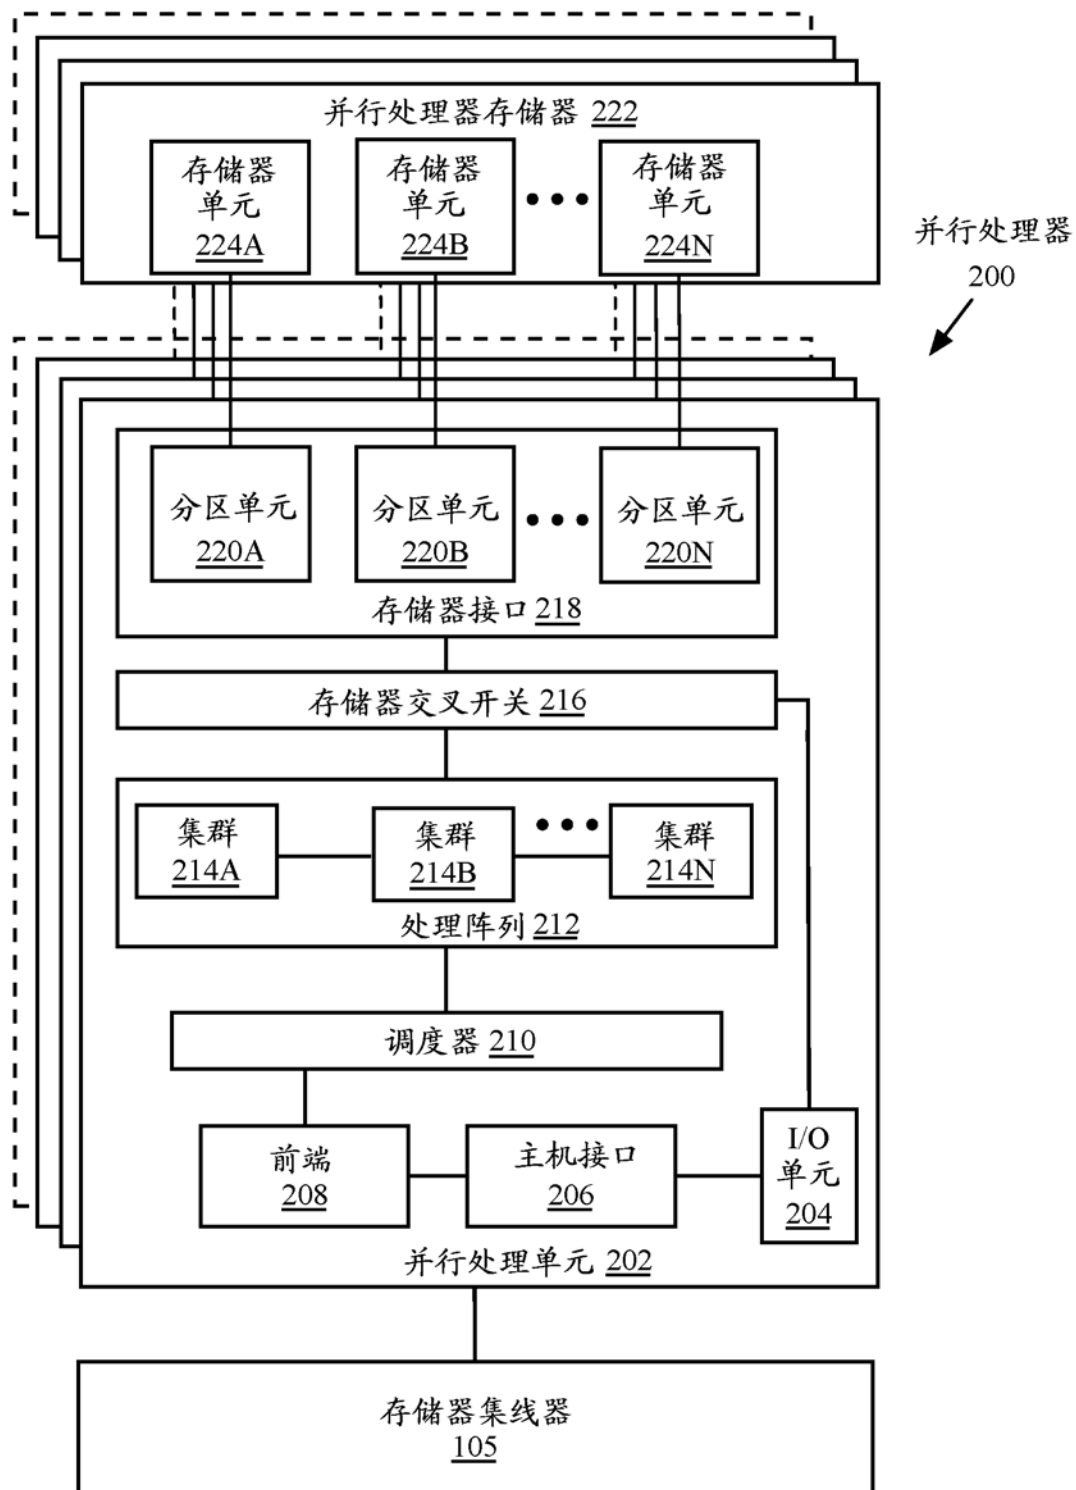 并行处理器存储器 222
存储器
单元
224A
存储器
单元
224B
存储器
单元
224N
并行处理器
200
分区单元
220A
分区单元
220B
分区单元
220N
存储器接口 218
存储器交叉开关 216
集群
214A
集群
214B
集群
214N
处理阵列 212
调度器 210
前端
208
主机接口
206
I/O
单元
204
并行处理单元 202
存储器集线器
105